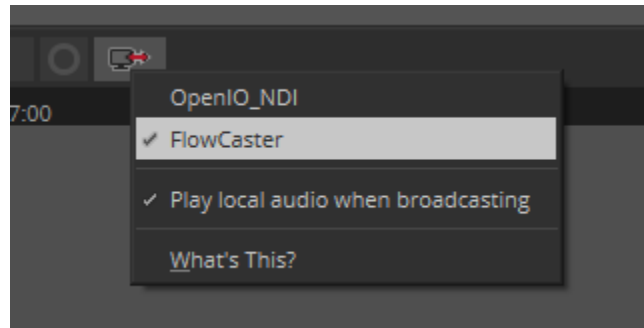 7:00
OpenIO_NDI
FlowCaster
Play local audio when broadcasting
What's This?